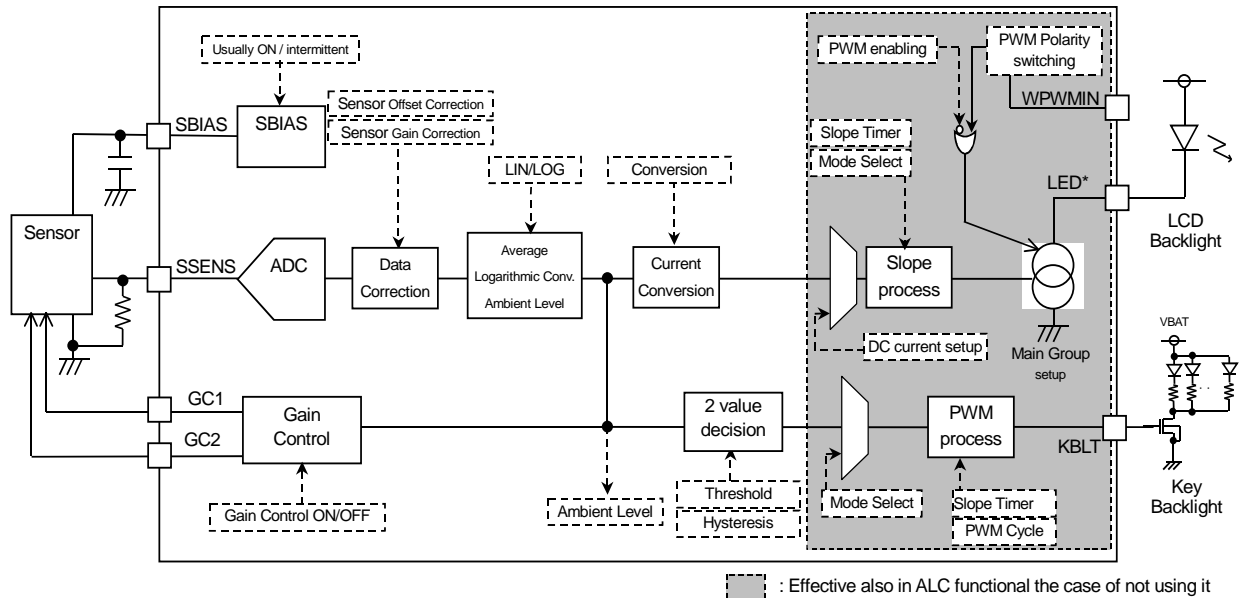 Usually ON / intermittent
PWM enabling
PWM Polarity
switching
WPWMIN
SBIAS
SBIAS
Sensor Offset Correction
Sensor Gain Correction
Slope Timer
Mode Select
LIN/LOG
Conversion
LED*
LCD
Backlight
Sensor
SSENS
ADC
Data
Correction
Average
Logarithmic Conv.
Ambient Level
Current
Conversion
Slope
process
DC current setup
Main Group
setup
VBAT
GC1
GC2
Gain
Control
2 value
decision
PWM
process
KBLT
Key
Backlight
Gain Control ON/OFF
Ambient Level
Threshold
Hysteresis
Mode Select
Slope Timer
PWM Cycle
: Effective also in ALC functional the case of not using it